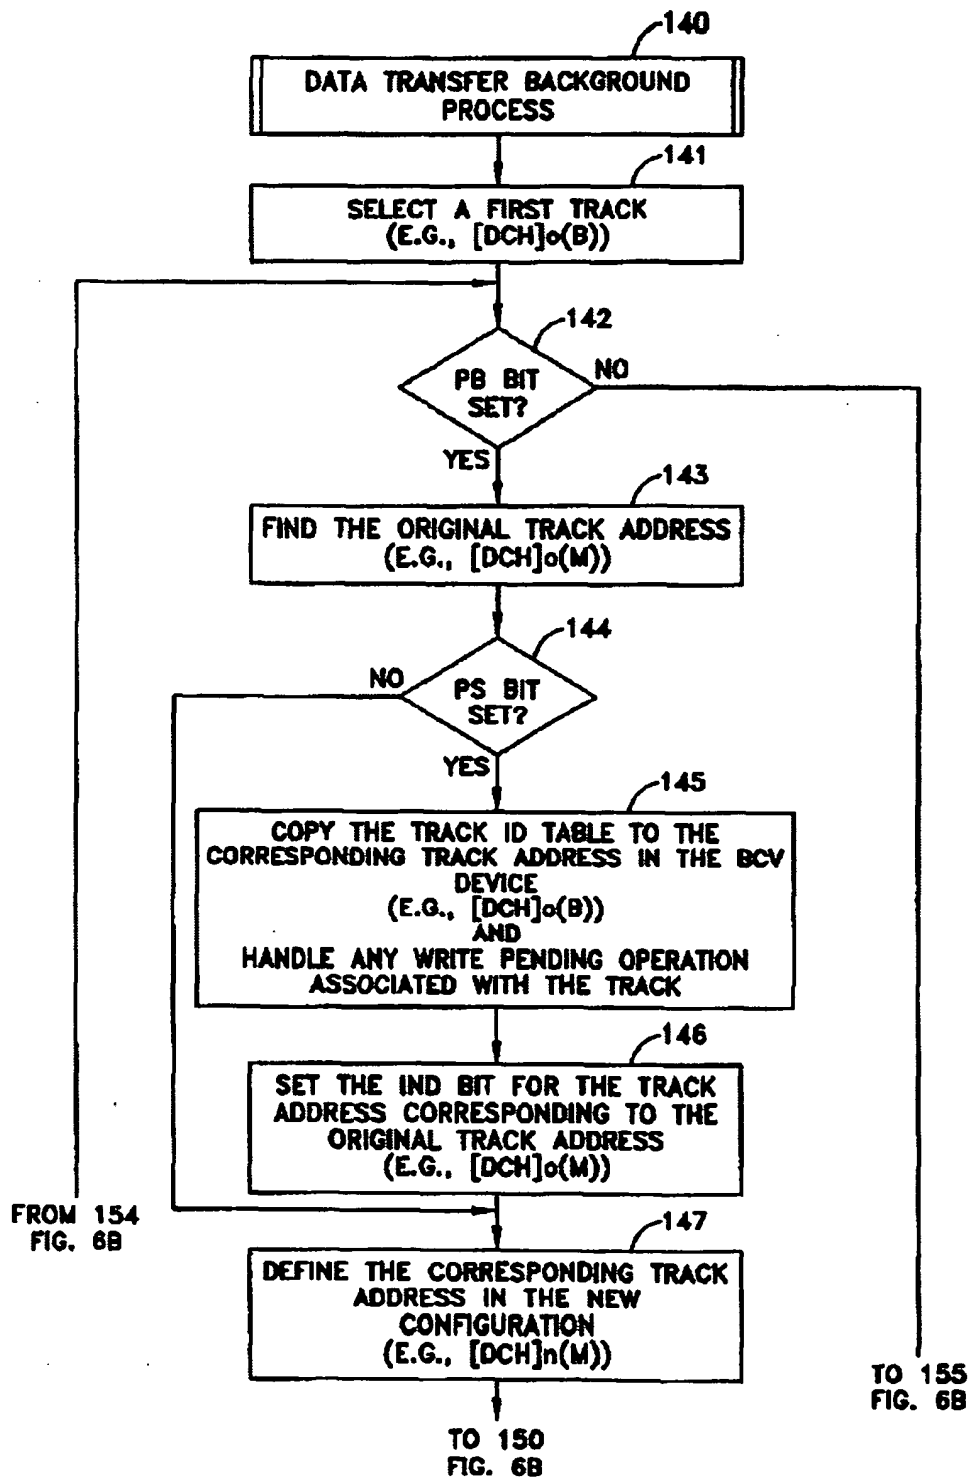 140
DATA TRANSFER BACKGROUND
PROCESS
141
SELECT A FIRST TRACK
(E.G., [DCH]o(B))
142
PB BIT
SET?
NO
YES
143
FIND THE ORIGINAL TRACK ADDRESS
(E.G., [DCH]o(M))
144
NO
PS BIT
SET?
YES
145
COPY THE TRACK ID TABLE TO THE
CORRESPONDING TRACK ADDRESS IN THE BCV
DEVICE
(E.G., [DCH]o(B))
AND
HANDLE ANY WRITE PENDING OPERATION
ASSOCIATED WITH THE TRACK
146
SET THE IND BIT FOR THE TRACK
ADDRESS CORRESPONDING TO THE
ORIGINAL TRACK ADDRESS
(E.G., [DCH]o(M))
FROM 154
FIG. 6B
147
DEFINE THE CORRESPONDING TRACK
ADDRESS IN THE NEW
CONFIGURATION
(E.G., [DCH]n(M))
TO 155
FIG. 6B
TO 150
FIG. 6B